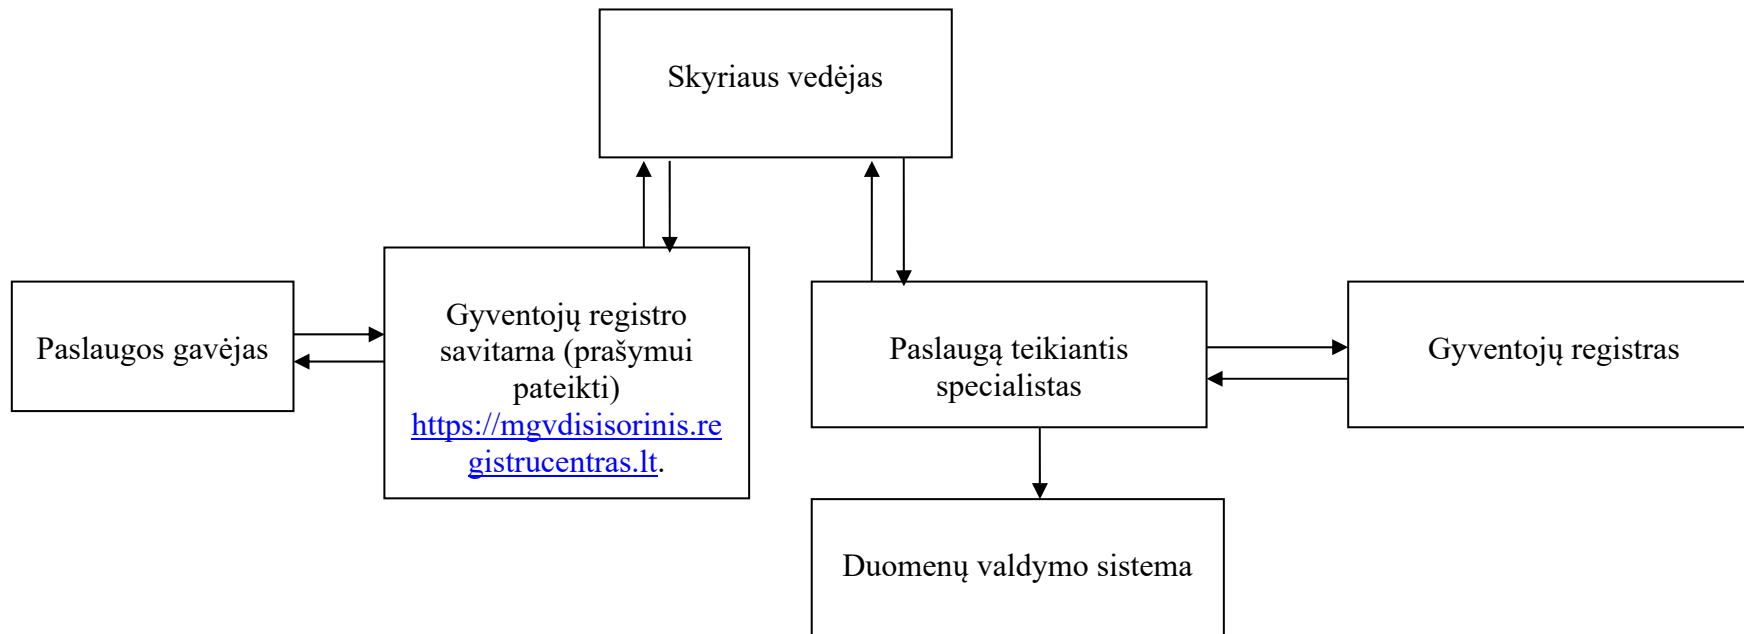 Skyriaus vedėjas
Paslaugos gavėjas
Gyventojų registro
savitarna (prašymui
pateikti)
https://mgvdisisorinis.re
gistrucentras.lt.
Paslaugą teikiantis
specialistas
Gyventojų registras
Duomenų valdymo sistema